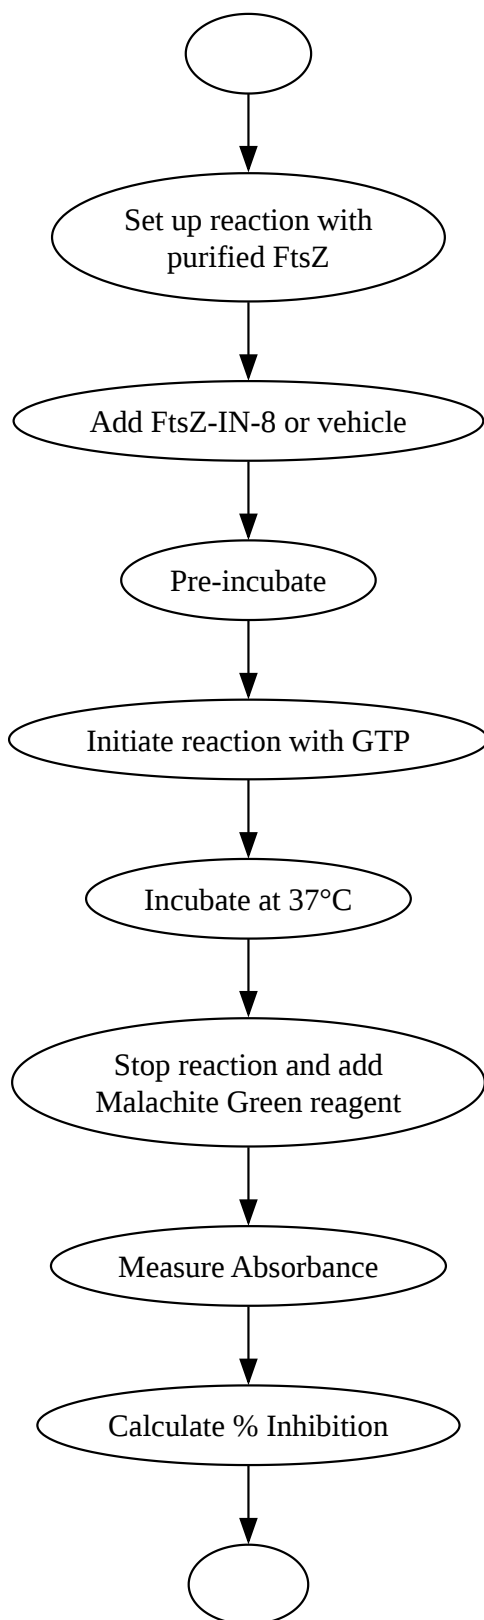 Set up reaction with
purified FtsZ
Add FtsZ-IN-8 or vehicle
Pre-incubate
Initiate reaction with GTP
Incubate at 37°C
Stop reaction and add
Malachite Green reagent
Measure Absorbance
Calculate % Inhibition